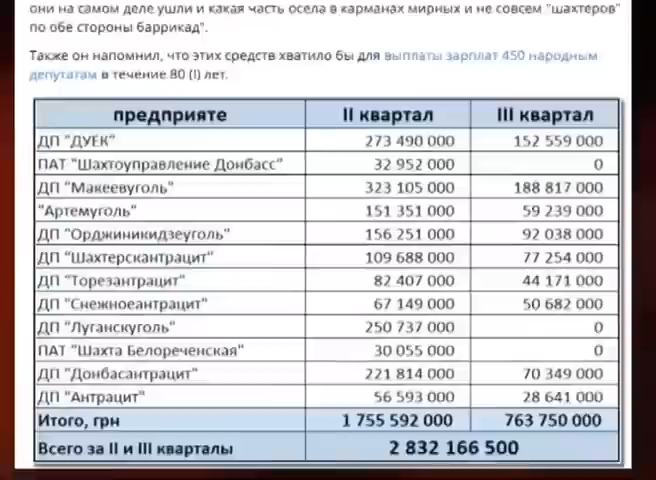 они на самом деле ушли и какая часть осела в карманах мирных и не совсем "шахтеров"
по обе стороны баррикад".
Также он напомнил, что этих средств хватило бы для выплаты зарплат 450 народным
депутатам в течение 80 (!) лет.
предприяте II квартал III квартал
ДП "ДУЕК" 273 490 000 152 559 000
ПАТ "Шахтоуправление Донбасс" 32 952 000 0
ДП "Макеевуголь" 323 105 000 188 817 000
"Артемуголь" 151 351 000 59 239 000
ДП "Орджиникидзеуголь" 156 251 000 92 038 000
ДП "Шахтерскантрацит" 109 688 000 77 254 000
ДП "Торезантрацит" 82 407 000 44 171 000
ДП "Снежноеантрацит" 67 149 000 50 682 000
ДП "Луганскуголь" 250 737 000 0
ПАТ "Шахта Белореченская" 30 055 000 0
ДП "Донбасантрацит" 221 814 000 70 349 000
ДП "Антрацит" 56 593 000 28 641 000
Итого, грн 1 755 592 000 763 750 000
Всего за II и III кварталы 2 832 166 500